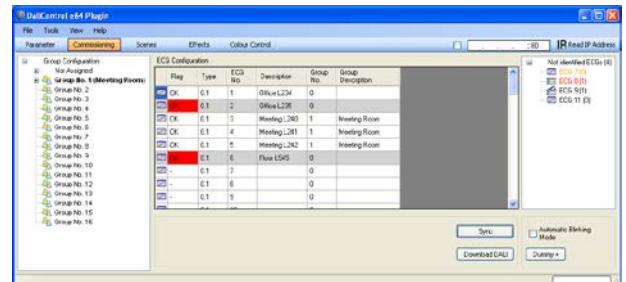 DaliControl e64 Plugin
File Tools View Help
Parameter Commissioning Scenes Effects Colour Control : 80 IP Read IP Address
Group Configuration
Not Assigned
Group No. 1 (Meeting Room)
Group No. 2
Group No. 3
Group No. 4
Group No. 5
Group No. 6
Group No. 7
Group No. 8
Group No. 9
Group No. 10
Group No. 11
Group No. 12
Group No. 13
Group No. 14
Group No. 15
Group No. 16
ECG Configuration
Flag Type ECG No. Description Group No. Group Description
OK 0.1 1 Office L234 0
OK 0.1 2 Office L235 0
OK 0.1 3 Meeting L240 1 Meeting Room
OK 0.1 4 Meeting L241 1 Meeting Room
OK 0.1 5 Meeting L242 1 Meeting Room
OK 0.1 6 0
- 0.1 7 0
- 0.1 8 0
- 0.1 9 0
Not identified ECGs (4)
ECG 7 (1)
ECG 8 (1)
ECG 9 (1)
ECG 11 (3)
Sync
Download DALI
Automatic Blinking Mode
Dummy +